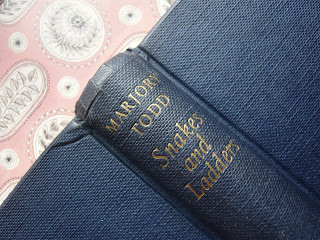 MARJORY
TODD
Snakes
and
Ladders